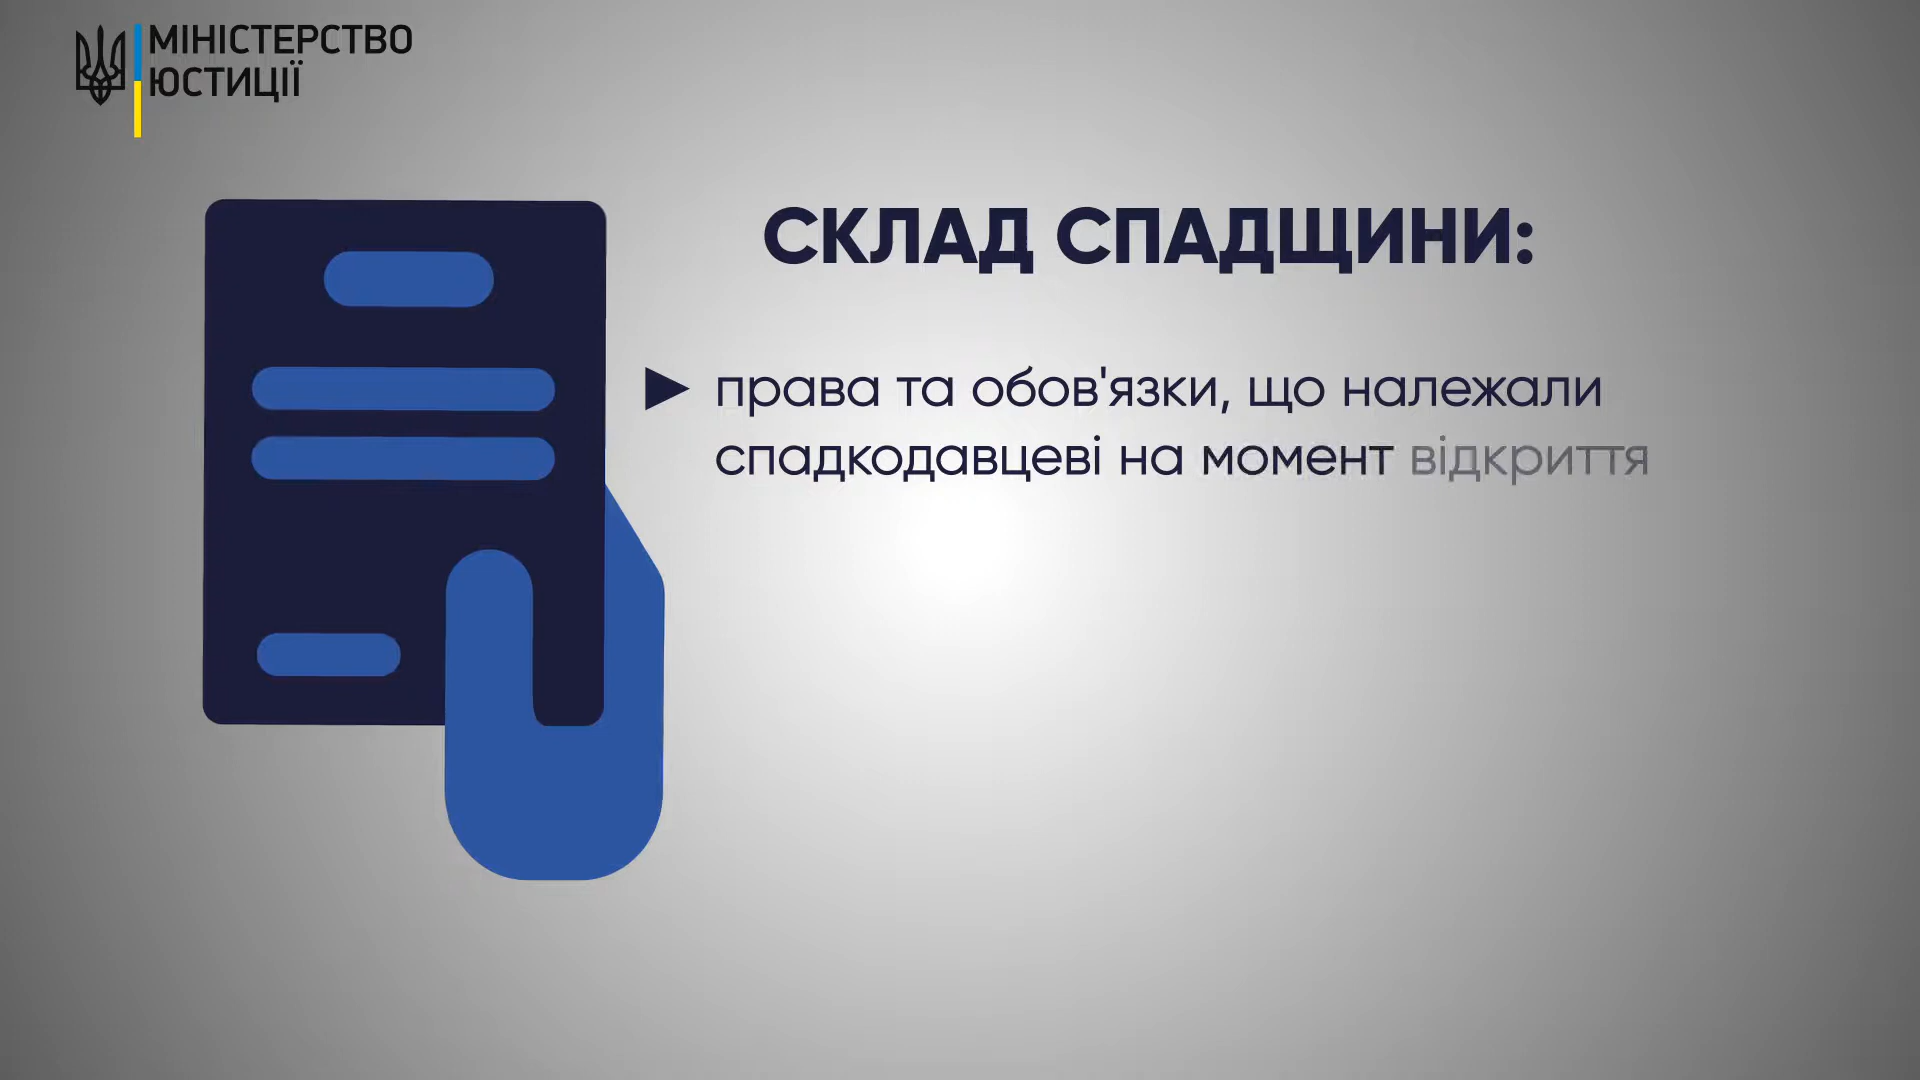 МІНІСТЕРСТВО
ЮСТИЦІЇ
СКЛАД СПАДЩИНИ:
права та обов'язки, що належали
спадкодавцеві на момент відкриття